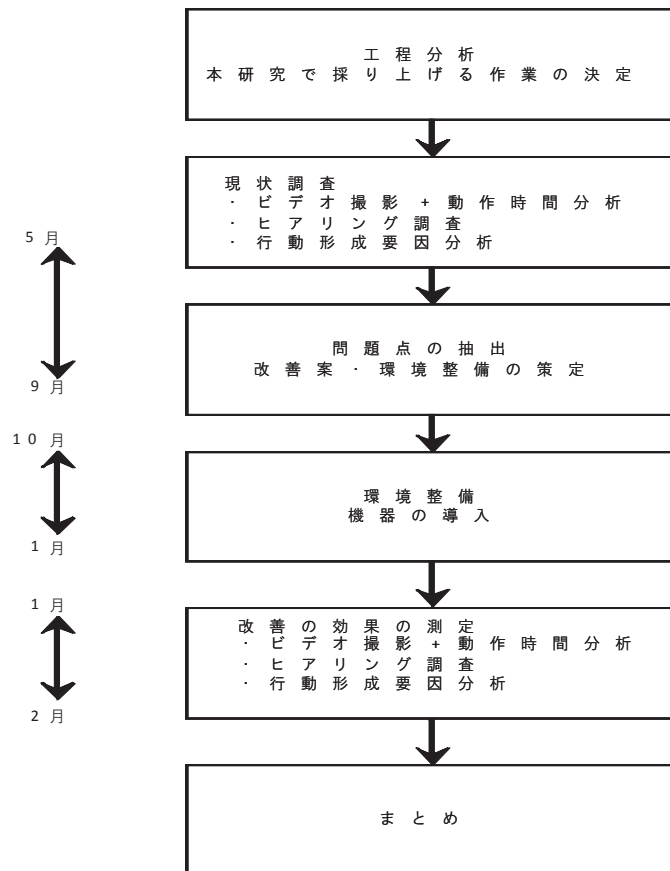 工程分析
本研究で採り上げる作業の決定
現状調査
・ビデオ撮影+動作時間分析
・ヒアリング調査
・行動形成要因分析
5月
9月
問題点の抽出
改善案・環境整備の策定
10月
1月
環境整備
機器の導入
1月
2月
改善の効果の測定
・ビデオ撮影+動作時間分析
・ヒアリング調査
・行動形成要因分析
まとめ